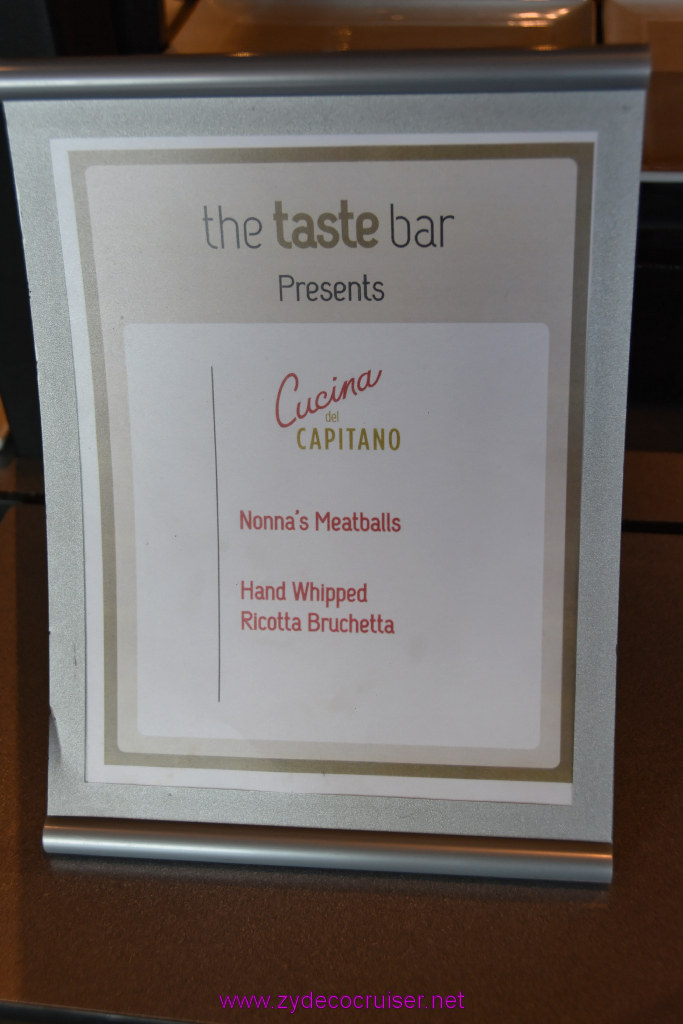 the taste bar
Presents
Cucina
del
CAPITANO
Nonna's Meatballs
Hand Whipped
Ricotta Bruchetta
www.zydecocruiser.net